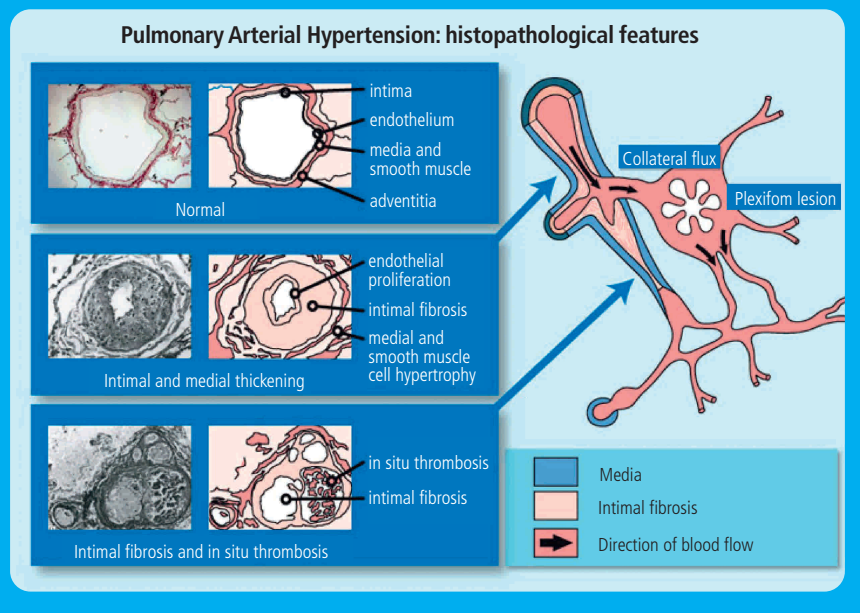 Pulmonary Arterial Hypertension: histopathological features
intima
endothelium
media and
smooth muscle
adventitia
Normal
endothelial
proliferation
intimal fibrosis
medial and
smooth muscle
cell hypertrophy
Intimal and medial thickening
in situ thrombosis
intimal fibrosis
Intimal fibrosis and in situ thrombosis
Collateral flux
Plexifom lesion
Media
Intimal fibrosis
Direction of blood flow